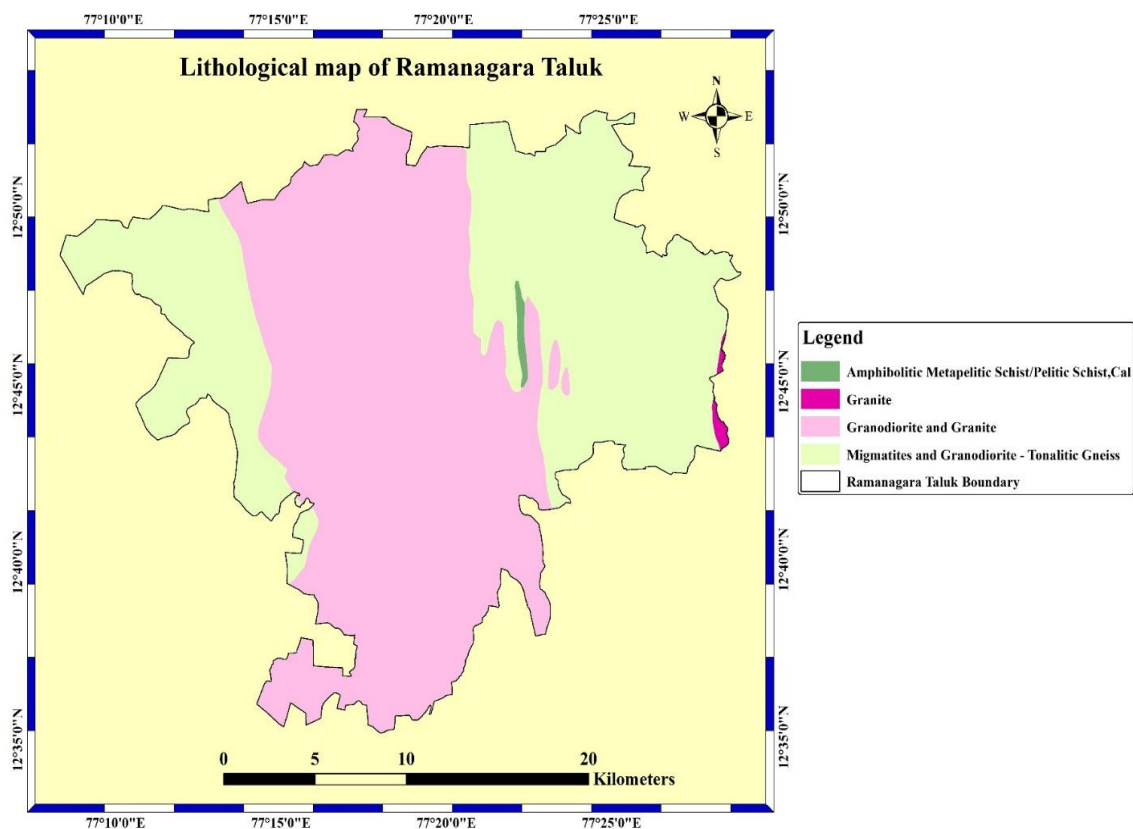 77°10'0"E 77°15'0"E 77°20'0"E 77°25'0"E
Lithological map of Ramanagara Taluk
N
W E
S
12°50'0"N 12°50'0"N
12°45'0"N 12°45'0"N
12°40'0"N 12°40'0"N
12°35'0"N 12°35'0"N
Legend
Amphibolitic Metapelitic Schist/Pelitic Schist,Cal
Granite
Granodiorite and Granite
Migmatites and Granodiorite - Tonalitic Gneiss
Ramanagara Taluk Boundary
0 5 10 20
Kilometers
77°10'0"E 77°15'0"E 77°20'0"E 77°25'0"E